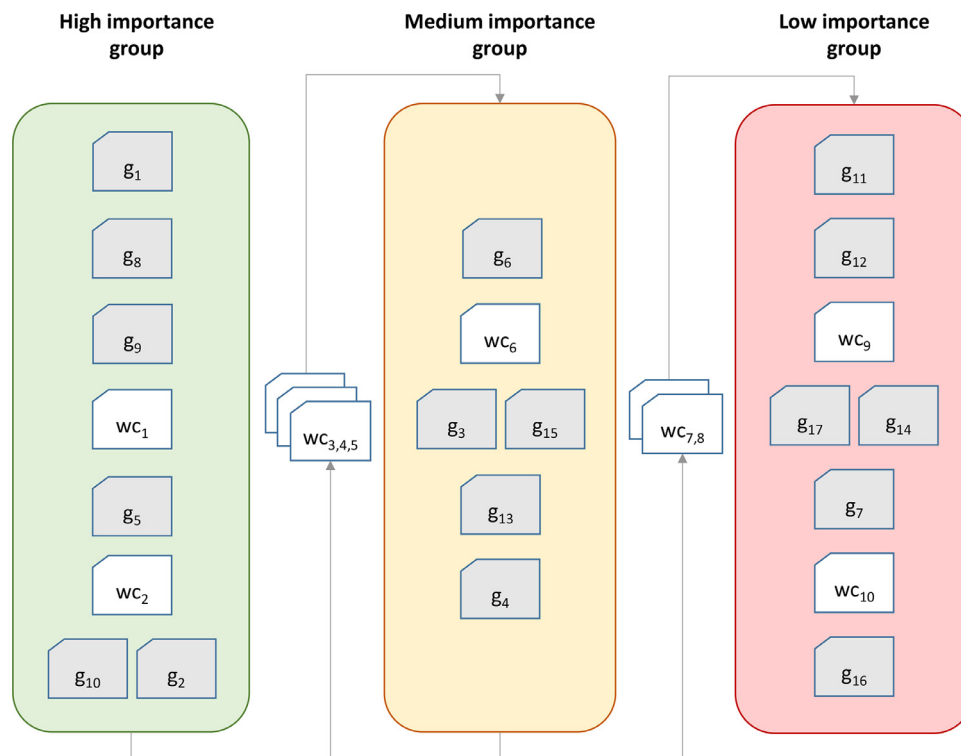 High importance
group
Medium importance
group
Low importance
group
g₁
g₈
g₉
wc₁
g₅
wc₂
g₁₀ g₂
wc₃,₄,₅
g₆
wc₆
g₃ g₁₅
g₁₃
g₄
wc₇,₈
g₁₁
g₁₂
wc₉
g₁₇ g₁₄
g₇
wc₁₀
g₁₆